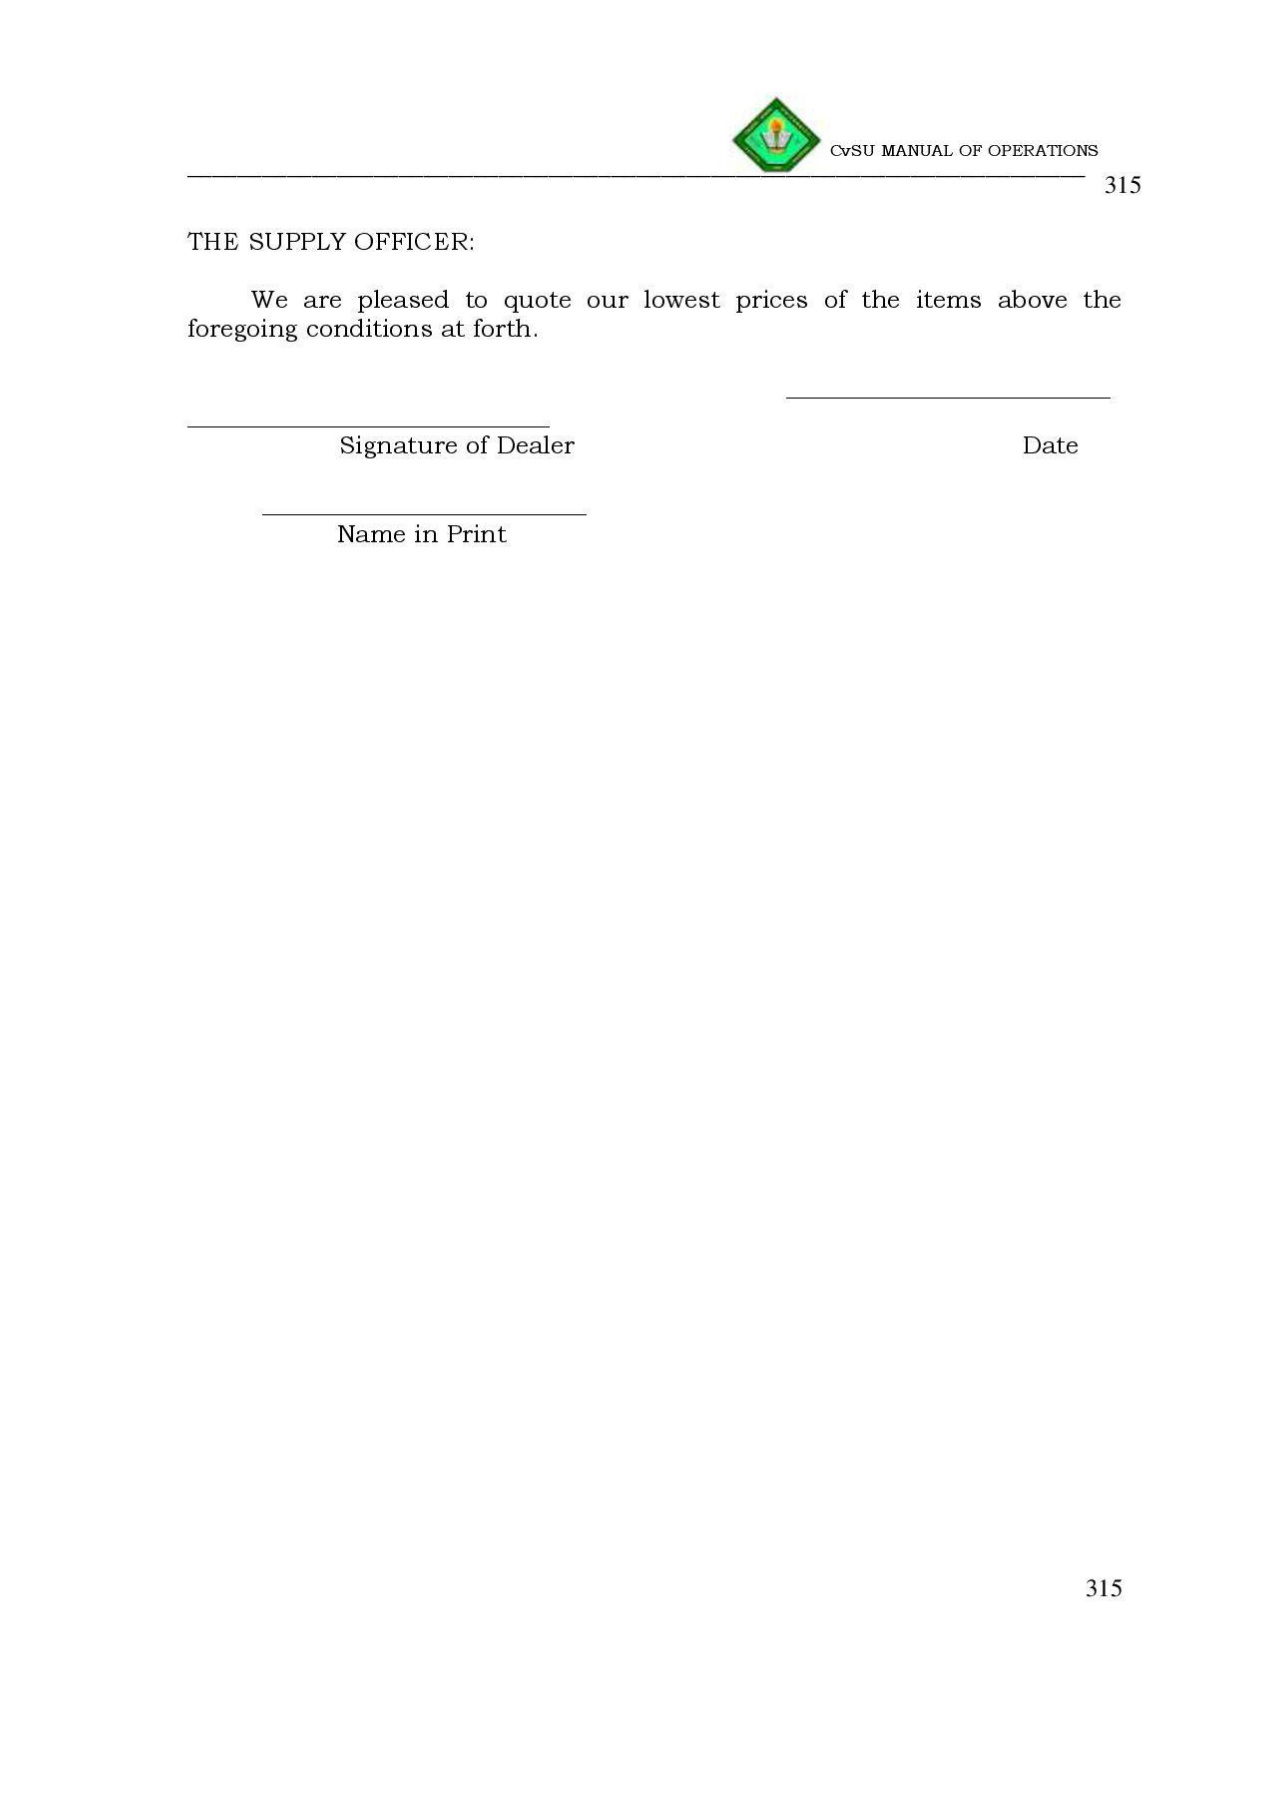 CvSU MANUAL OF OPERATIONS
315
THE SUPPLY OFFICER:
We are pleased to quote our lowest prices of the items above the
foregoing conditions at forth.
Signature of Dealer Date
Name in Print
315